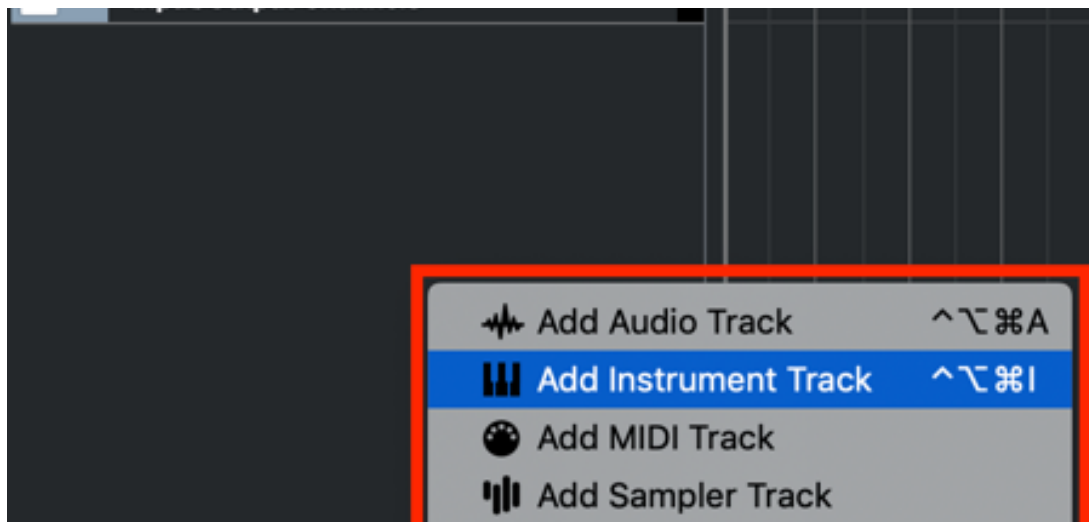 Add Audio Track ^⌥⌘A
Add Instrument Track ^⌥⌘I
Add MIDI Track
Add Sampler Track